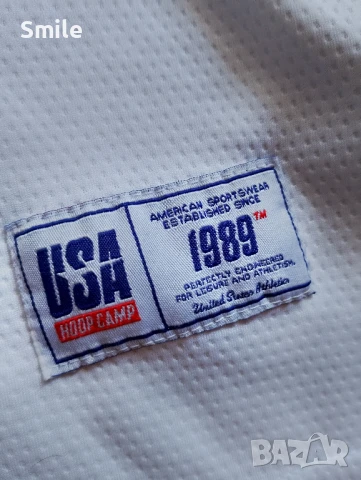 Smile
USA
HOOP CAMP
AMERICAN SPORTSWEAR
ESTABLISHED SINCE
1989™
PERFECTLY ENGINEERED
FOR LEISURE AND ATHLETISM.
United States Athletics
BAZAR